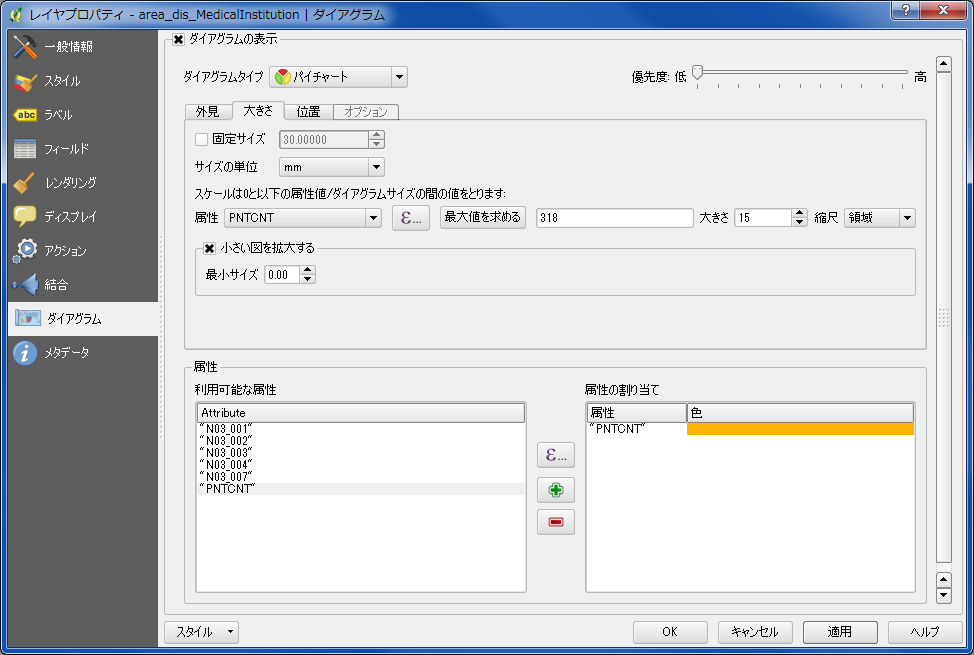 レイヤプロパティ - area_dis_MedicalInstitution | ダイアグラム
一般情報
スタイル
abc ラベル
フィールド
レンダリング
ディスプレイ
アクション
結合
ダイアグラム
メタデータ
ダイアグラムの表示
ダイアグラムタイプ パイチャート
優先度: 低 高
外見 大きさ 位置 オプション
固定サイズ 30.00000
サイズの単位 mm
スケールは0と以下の属性値/ダイアグラムサイズの間の値をとります:
属性 PNTCNT ε... 最大値を求める 318 大きさ 15 縮尺 領域
小さい図を拡大する
最小サイズ 0.00
属性
利用可能な属性
Attribute
"N03_001"
"N03_002"
"N03_003"
"N03_004"
"N03_007"
"PNTCNT"
ε...
属性の割り当て
属性 色
"PNTCNT"
スタイル
OK キャンセル 適用 ヘルプ